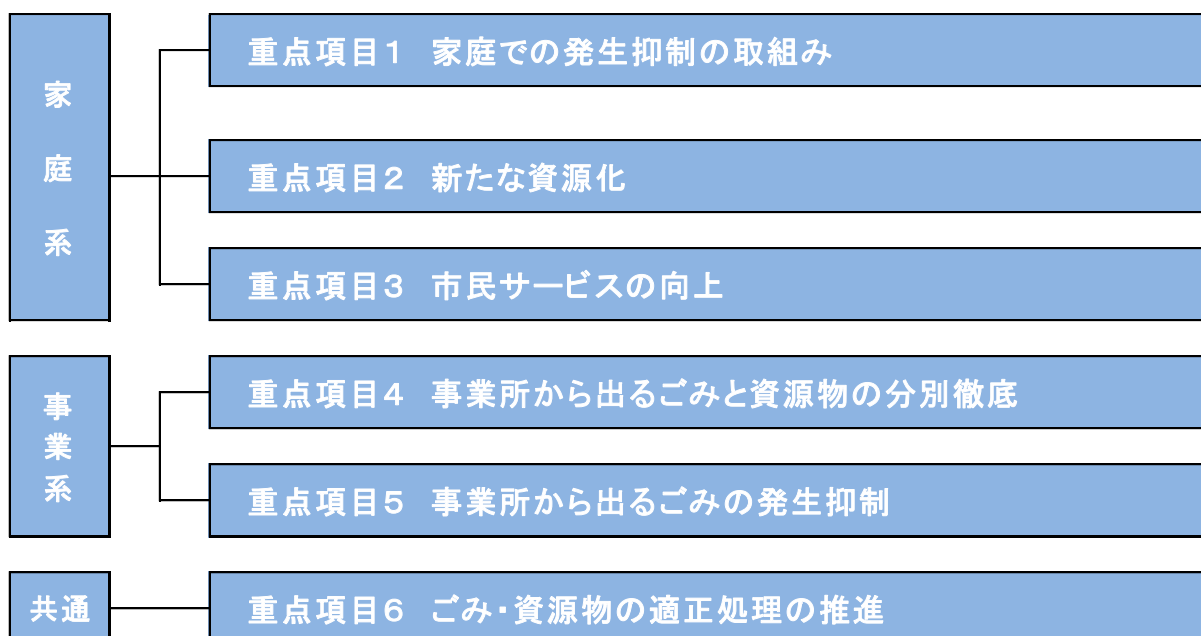 家庭系
重点項目1 家庭での発生抑制の取組み
重点項目2 新たな資源化
重点項目3 市民サービスの向上
事業系
重点項目4 事業所から出るごみと資源物の分別徹底
重点項目5 事業所から出るごみの発生抑制
共通
重点項目6 ごみ・資源物の適正処理の推進